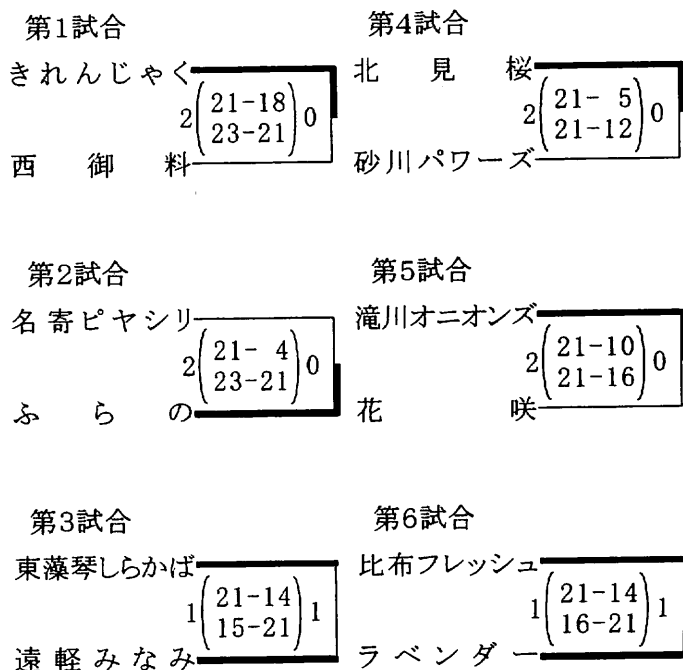 第1試合
きれんじゃく
2(21-18)0
23-21
西御料
第2試合
名寄ピヤシリ
2(21- 4)0
23-21
ふらの
第3試合
東藻琴しらかば
1(21-14)1
15-21
遠軽みなみ
第4試合
北見桜
2(21- 5)0
21-12
砂川パワーズ
第5試合
滝川オニオンズ
2(21-10)0
21-16
花咲
第6試合
比布フレッシュ
1(21-14)1
16-21
ラベンダー